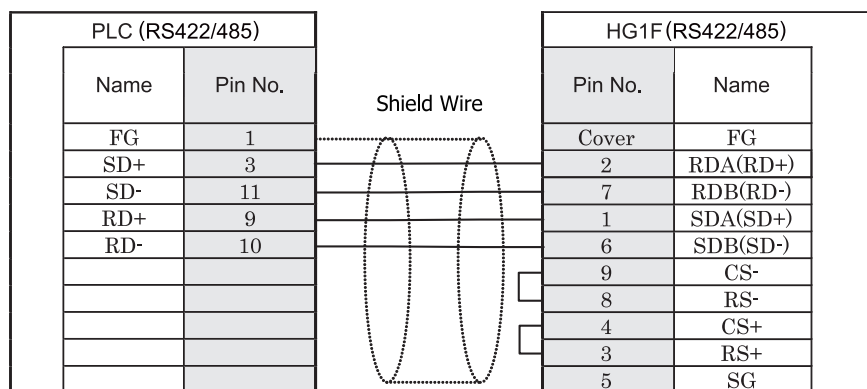 PLC (RS422/485) HG1F(RS422/485)
Name Pin No. Shield Wire Pin No. Name
FG 1 Cover FG
SD+ 3 2 RDA(RD+)
SD- 11 7 RDB(RD-)
RD+ 9 1 SDA(SD+)
RD- 10 6 SDB(SD-)
9 CS-
8 RS-
4 CS+
3 RS+
5 SG